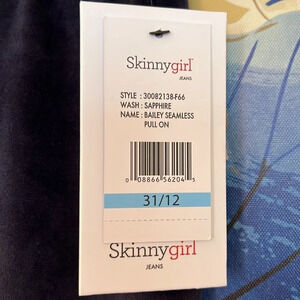 Skinnygirl
JEANS
STYLE : 30082138-F66
WASH : SAPPHIRE
NAME : BAILEY SEAMLESS
PULL ON
0 08866 56204 5
31/12
Skinnygirl
JEANS